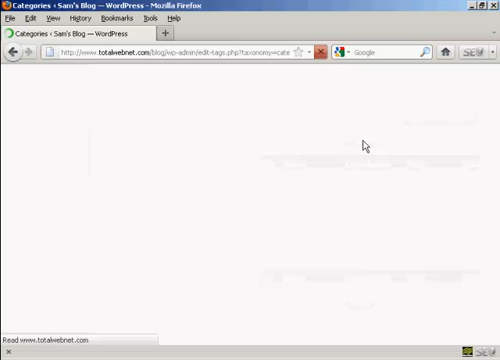 Categories ‹ Sam's Blog — WordPress - Mozilla Firefox
File Edit View History Bookmarks Tools Help
Categories ‹ Sam's Blog — WordPress
http://www.totalwebnet.com/blog/wp-admin/edit-tags.php?taxonomy=cate
Google
SEO
Read www.totalwebnet.com
SEO